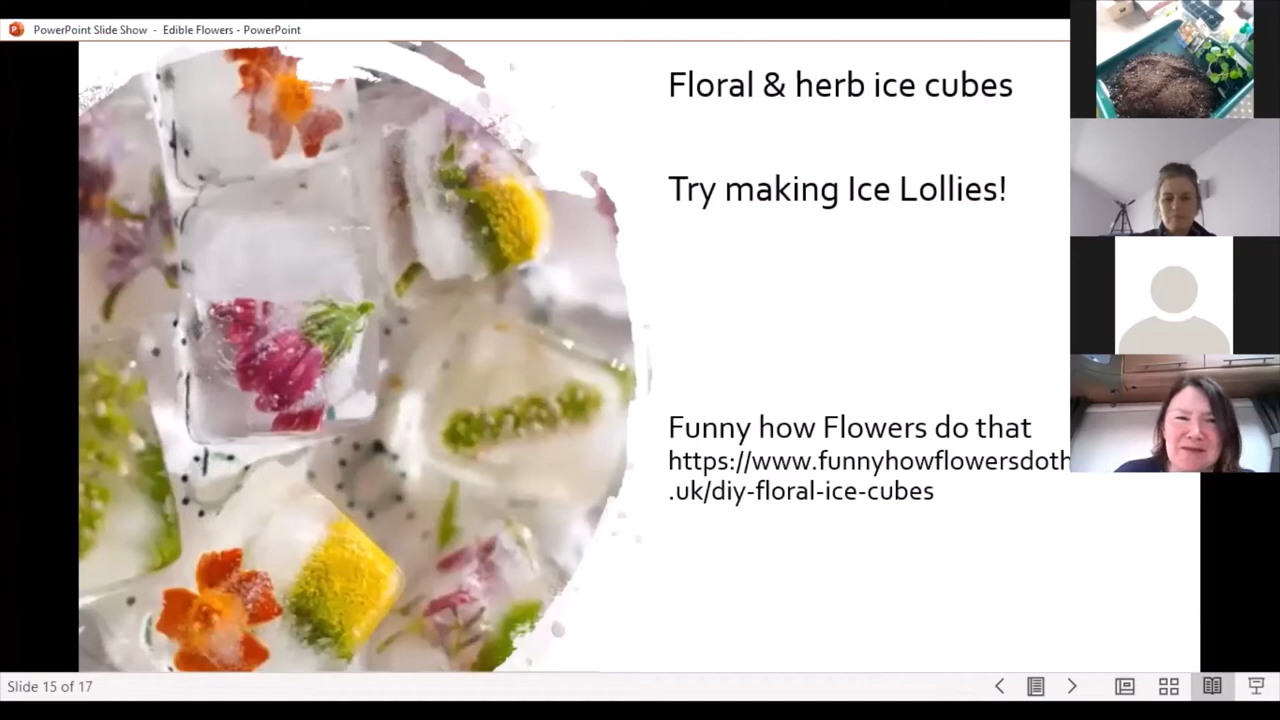 PowerPoint Slide Show - Edible Flowers - PowerPoint
Floral & herb ice cubes
Try making Ice Lollies!
Funny how Flowers do that
https://www.funnyhowflowersdoth
.uk/diy-floral-ice-cubes
Slide 15 of 17